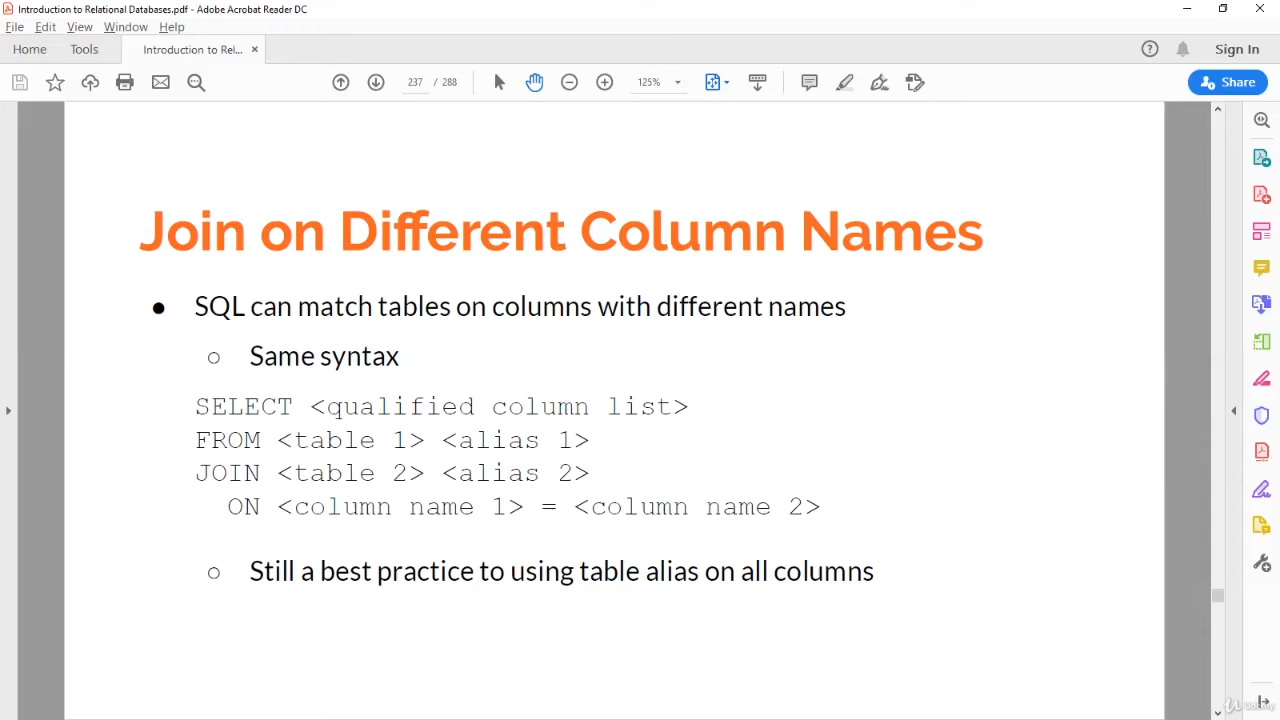 Introduction to Relational Databases.pdf - Adobe Acrobat Reader DC
File Edit View Window Help
Home Tools Introduction to Rel... × Sign In
237 / 288 125% Share
Join on Different Column Names
● SQL can match tables on columns with different names
○ Same syntax
SELECT <qualified column list>
FROM <table 1> <alias 1>
JOIN <table 2> <alias 2>
ON <column name 1> = <column name 2>
○ Still a best practice to using table alias on all columns
Udemy